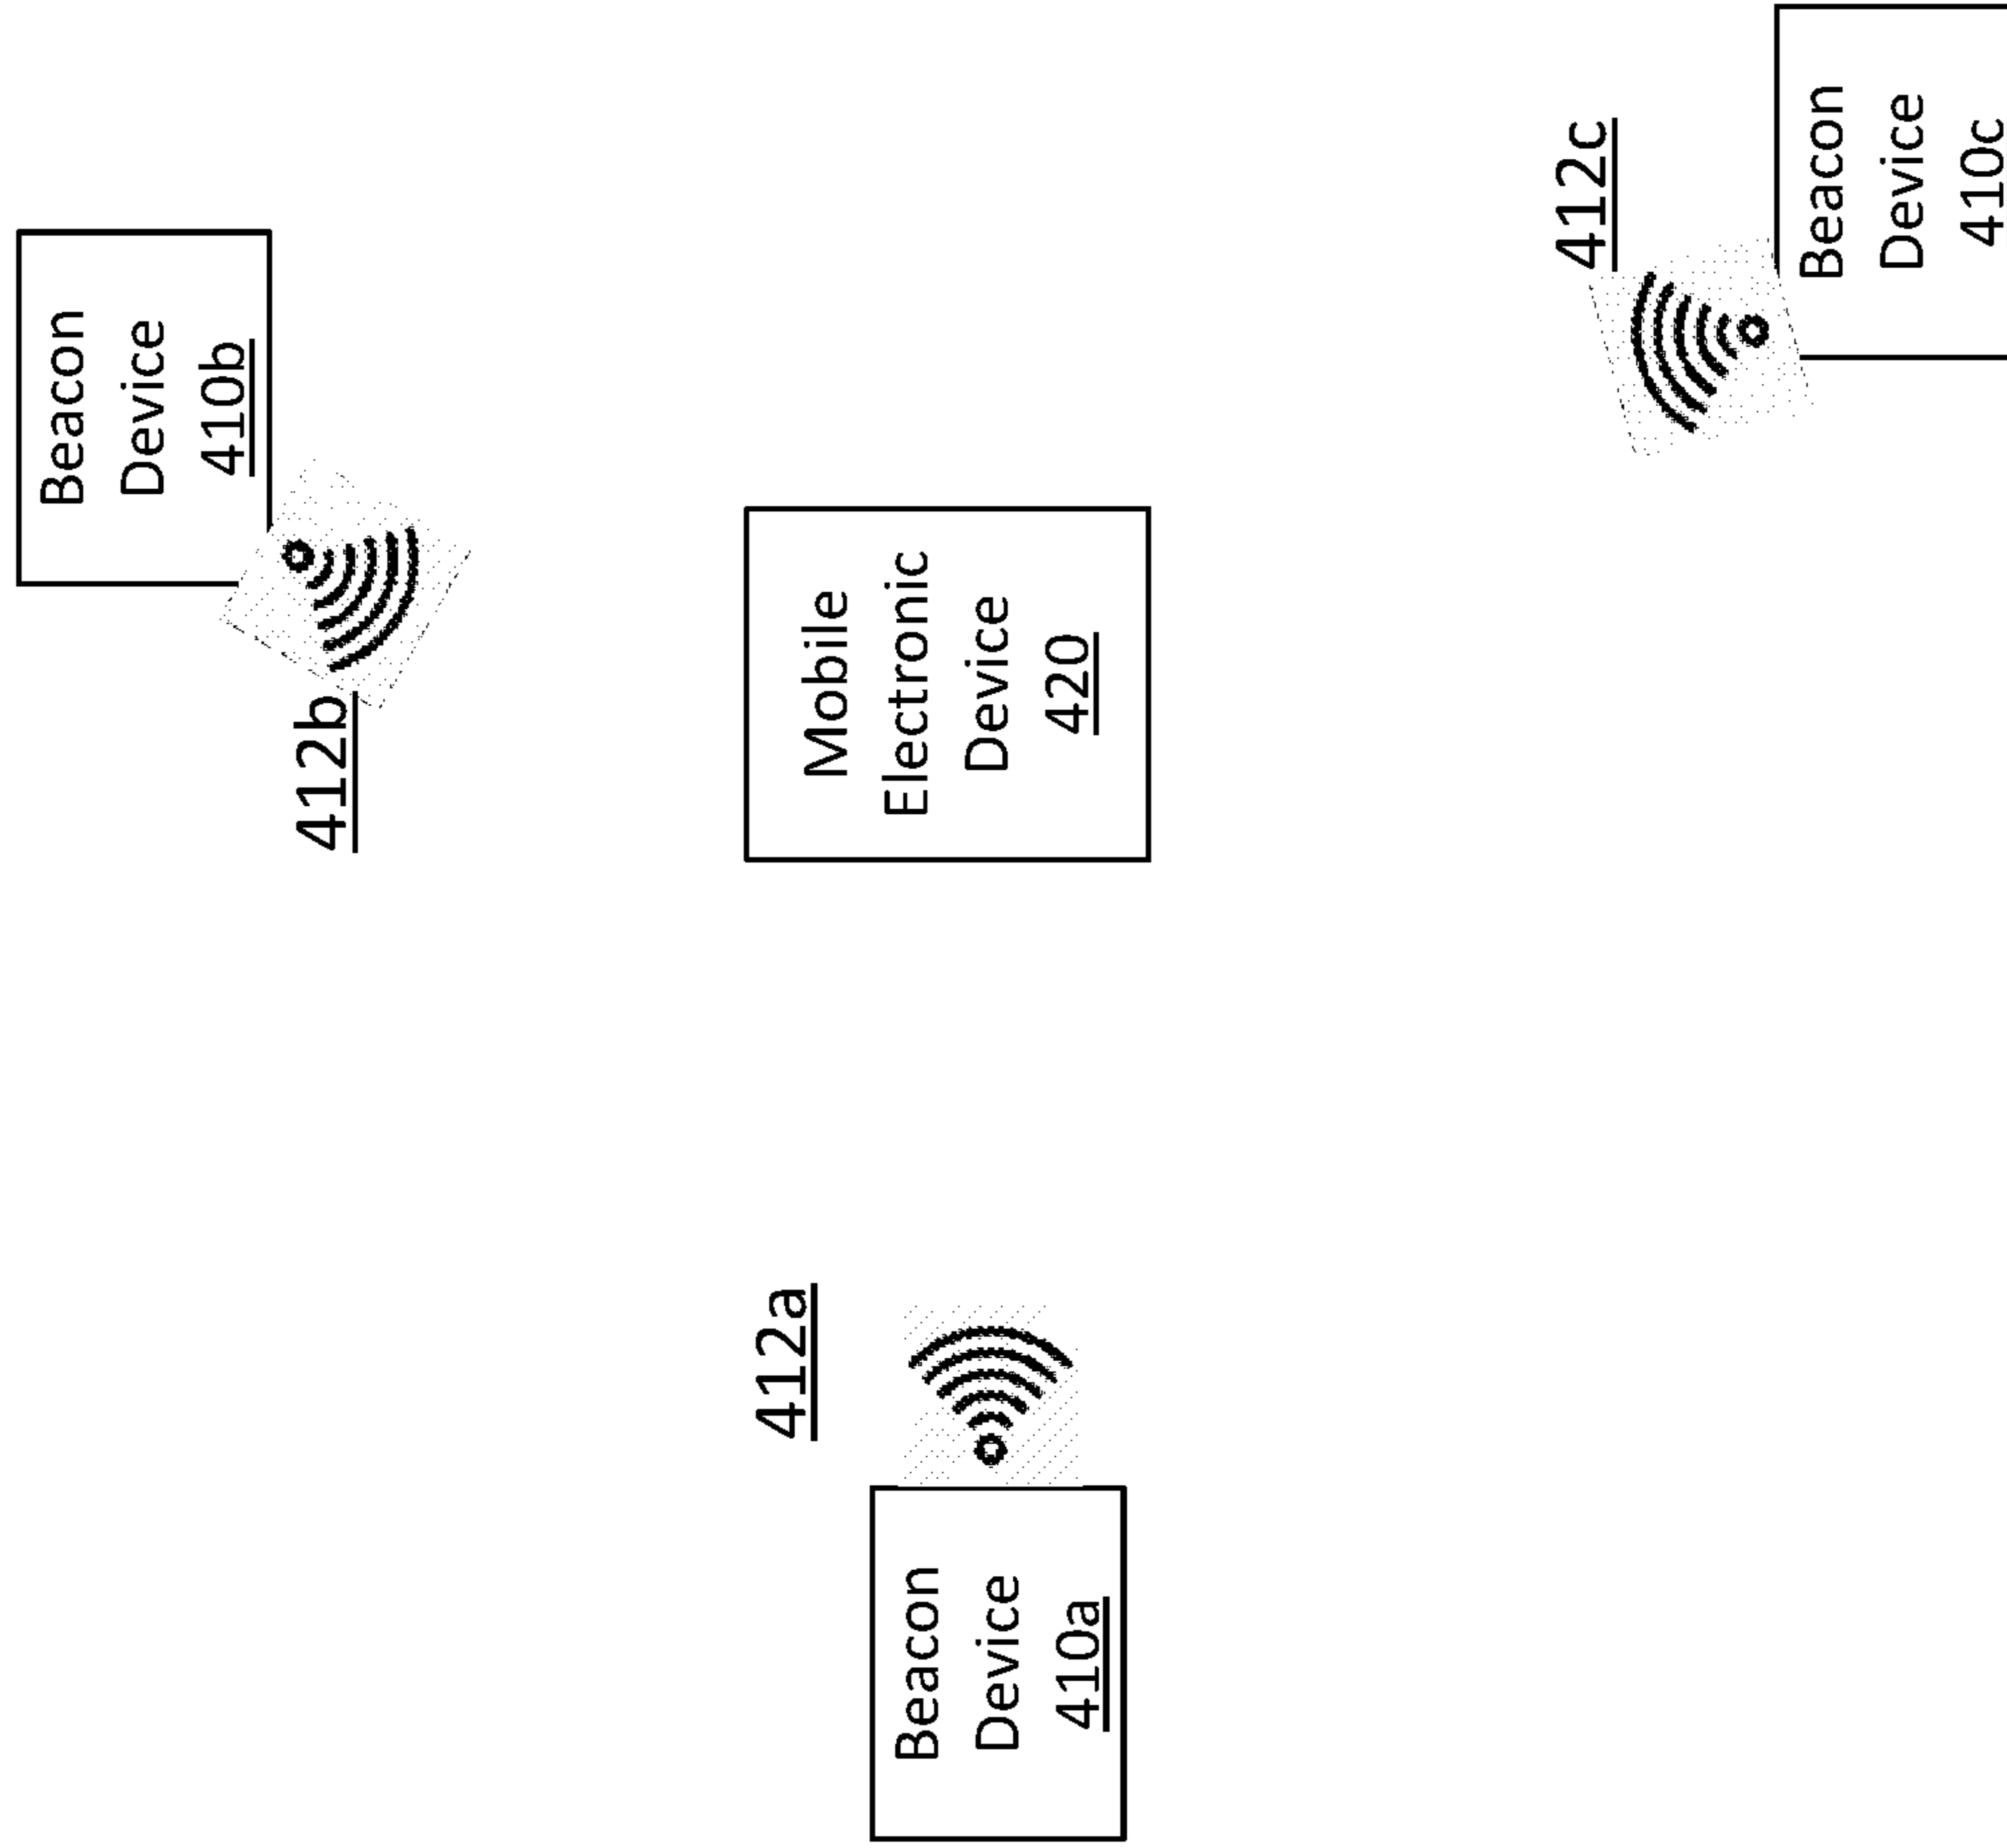 Beacon
Device
410b
412b
Mobile
Electronic
Device
420
412c
Beacon
Device
410c
412a
Beacon
Device
410a